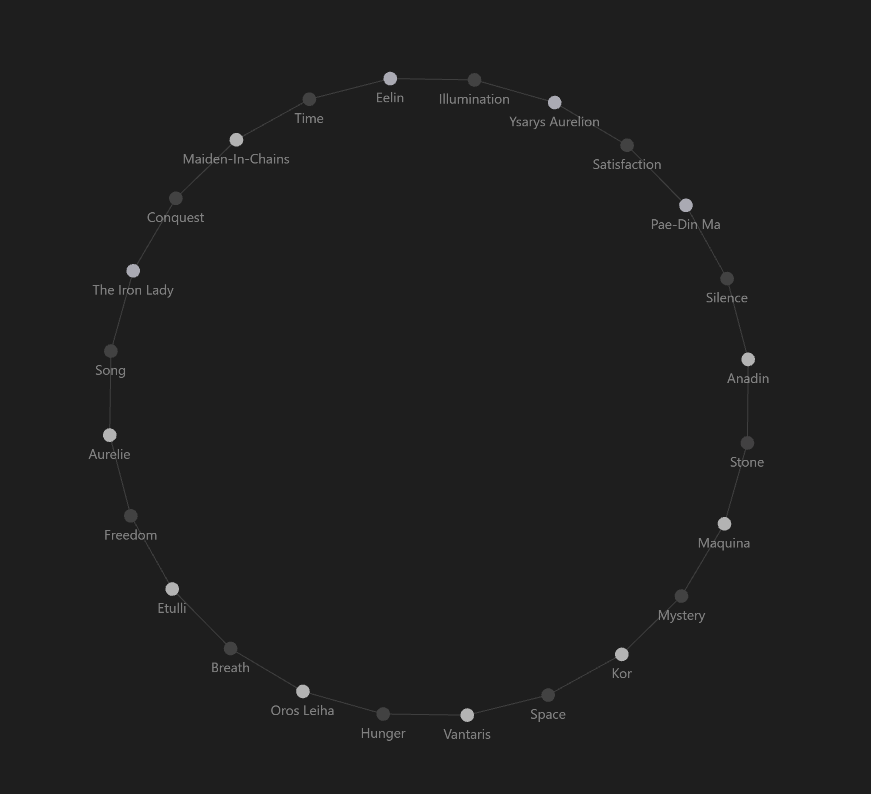 Eelin
Illumination
Time
Ysarys Aurelion
Maiden-In-Chains
Satisfaction
Conquest
Pae-Din Ma
The Iron Lady
Silence
Song
Anadin
Aurelie
Stone
Freedom
Maquina
Etulli
Mystery
Breath
Kor
Oros Leiha
Space
Hunger
Vantaris